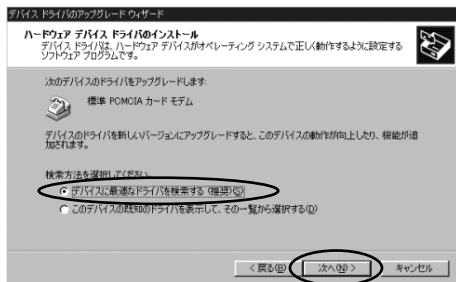 デバイス ドライバのアップグレード ウィザード
ハードウェア デバイス ドライバのインストール
デバイス ドライバは、ハードウェア デバイスがオペレーティング システムで正しく動作するように設定する
ソフトウェア プログラムです。
次のデバイスのドライバをアップグレードします:
標準 PCMCIA カード モデム
デバイスのドライバを新しいバージョンにアップグレードすると、このデバイスの動作が向上したり、機能が追
加されます。
検索方法を選択してください。
デバイスに最適なドライバを検索する (推奨)(S)
このデバイスの既知のドライバを表示して、その一覧から選択する(D)
< 戻る(B) 次へ(N) > キャンセル